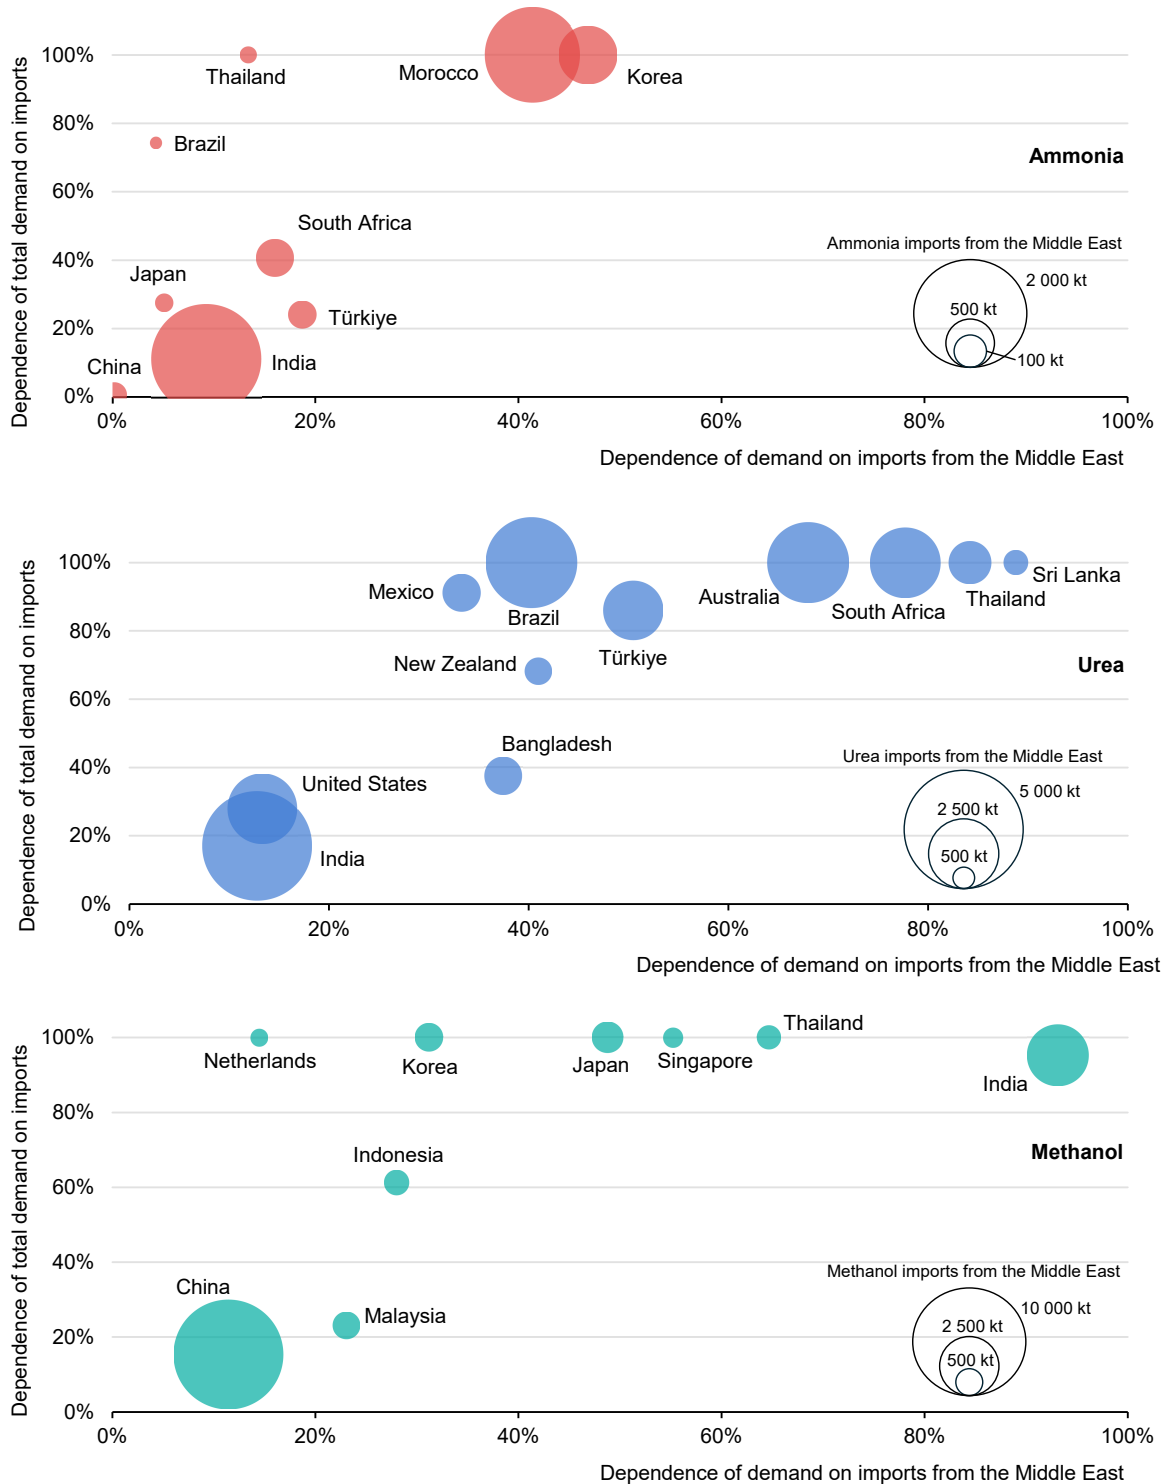 Dependence of total demand on imports
100%
80%
60%
40%
20%
0%
Thailand
Morocco
Korea
Brazil
Ammonia
South Africa
Japan
Türkiye
India
China
Ammonia imports from the Middle East
2 000 kt
500 kt
100 kt
0%
20%
40%
60%
80%
100%
Dependence of demand on imports from the Middle East
Dependence of total demand on imports
100%
80%
60%
40%
20%
0%
Mexico
Brazil
Australia
South Africa
Thailand
Sri Lanka
Türkiye
New Zealand
Urea
Bangladesh
United States
India
Urea imports from the Middle East
5 000 kt
2 500 kt
500 kt
0%
20%
40%
60%
80%
100%
Dependence of demand on imports from the Middle East
Dependence of total demand on imports
100%
80%
60%
40%
20%
0%
Netherlands
Korea
Japan
Singapore
Thailand
India
Indonesia
Methanol
China
Malaysia
Methanol imports from the Middle East
10 000 kt
2 500 kt
500 kt
0%
20%
40%
60%
80%
100%
Dependence of demand on imports from the Middle East